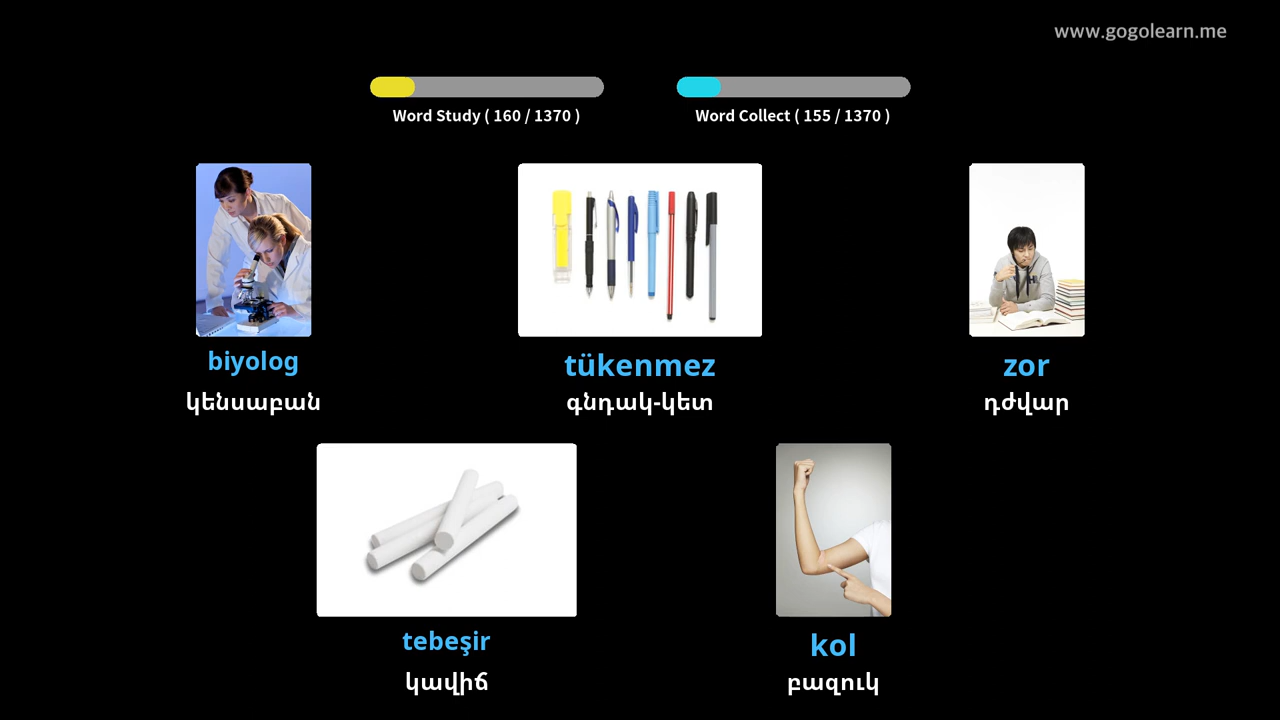 www.gogolearn.me
Word Study ( 160 / 1370 )
Word Collect ( 155 / 1370 )
biyolog
կենսաբան
tükenmez
գնդակ-կետ
zor
դժվար
tebeşir
կավիճ
kol
բազուկ